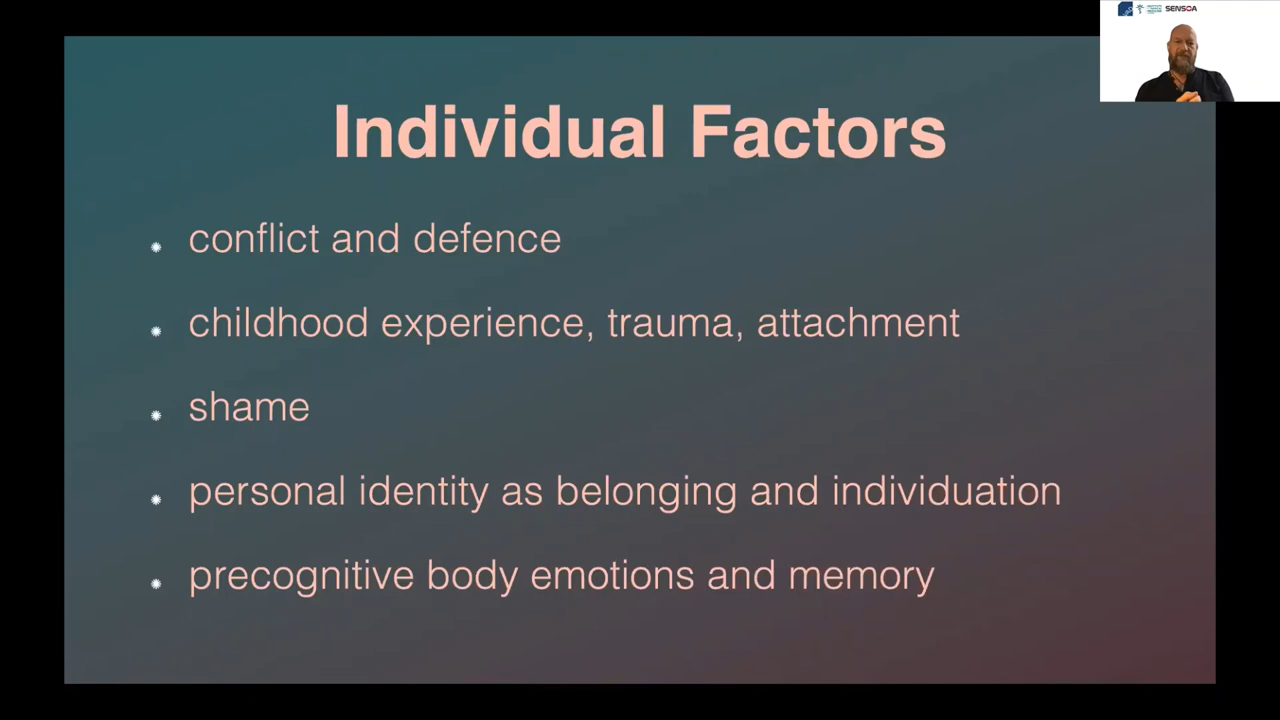 SENSOA
Individual Factors
conflict and defence
childhood experience, trauma, attachment
shame
personal identity as belonging and individuation
precognitive body emotions and memory